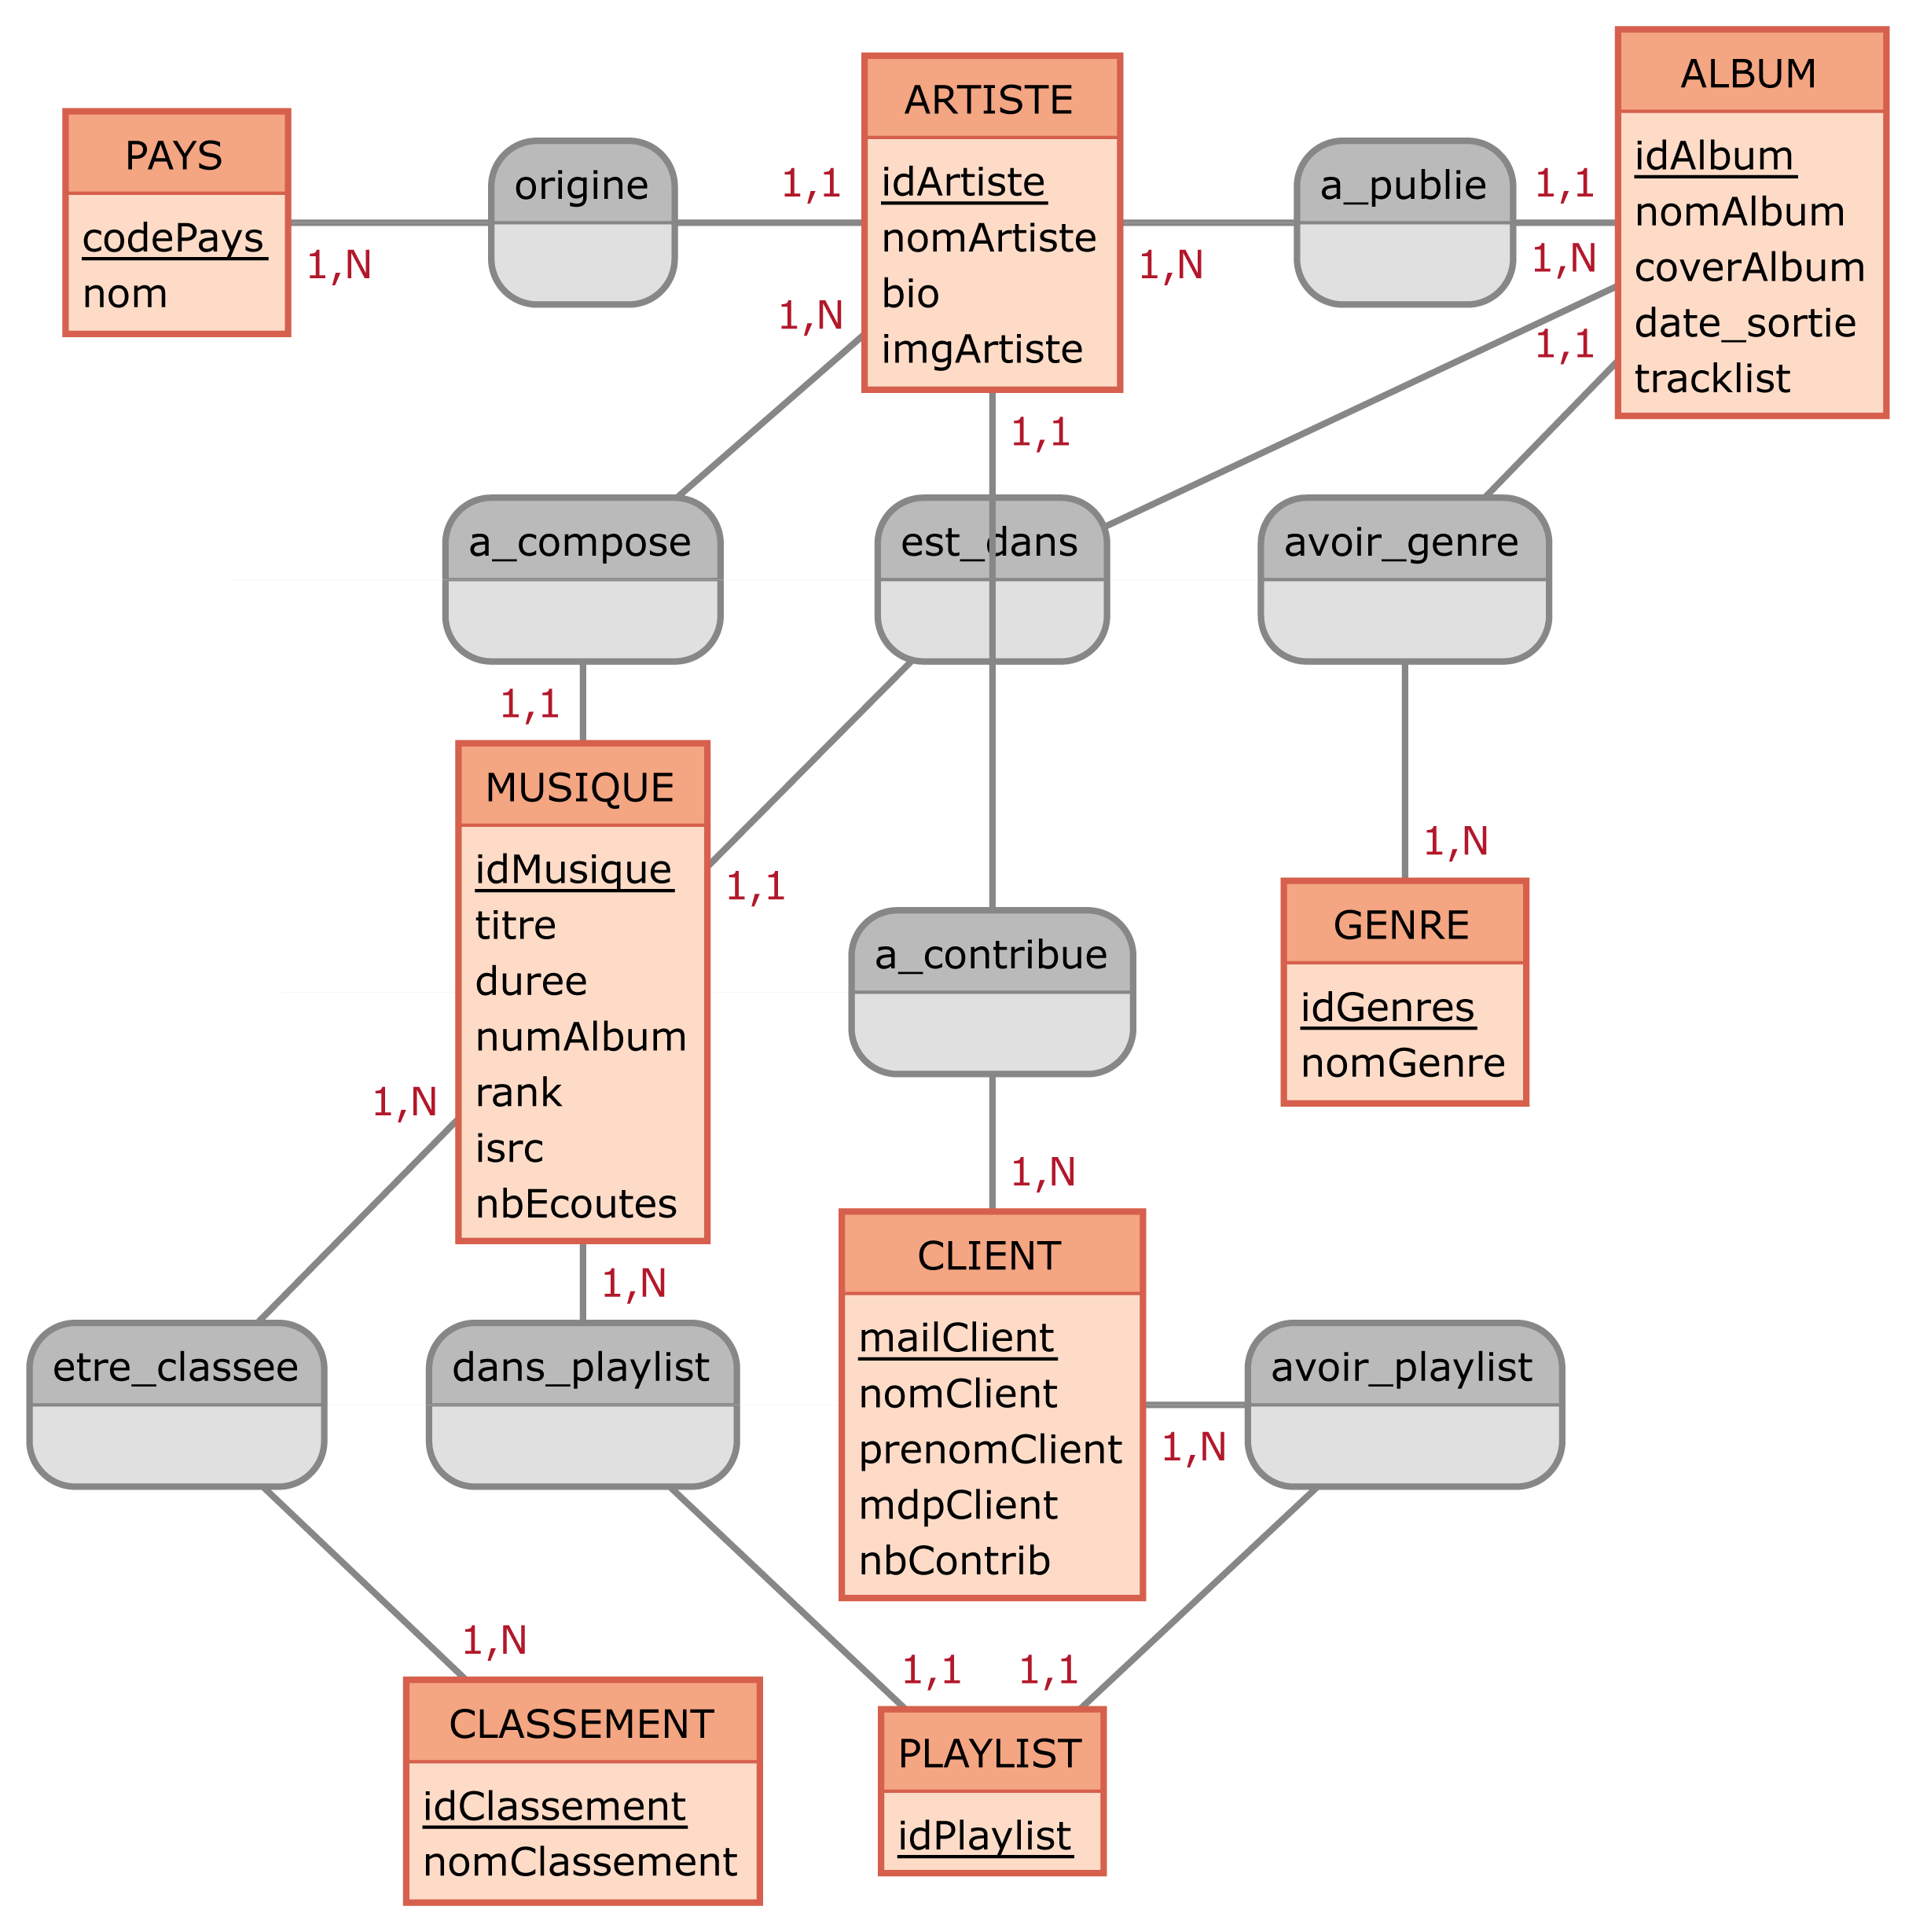 ALBUM
idAlbum
nomAlbum
coverAlbum
date_sortie
tracklist
ARTISTE
idArtiste
nomArtiste
bio
imgArtiste
PAYS
codePays
nom
origine
a_publie
1,N
1,1
1,N
1,N
1,1
1,1
1,N
1,1
a_compose
est_dans
avoir_genre
1,1
1,1
1,N
MUSIQUE
idMusique
titre
duree
numAlbum
rank
isrc
nbEcoutes
a_contribue
GENRE
idGenres
nomGenre
1,N
1,N
1,N
CLIENT
mailClient
nomClient
prenomClient
mdpClient
nbContrib
etre_classee
dans_playlist
avoir_playlist
1,N
1,N
1,1
1,1
CLASSEMENT
idClassement
nomClassement
PLAYLIST
idPlaylist